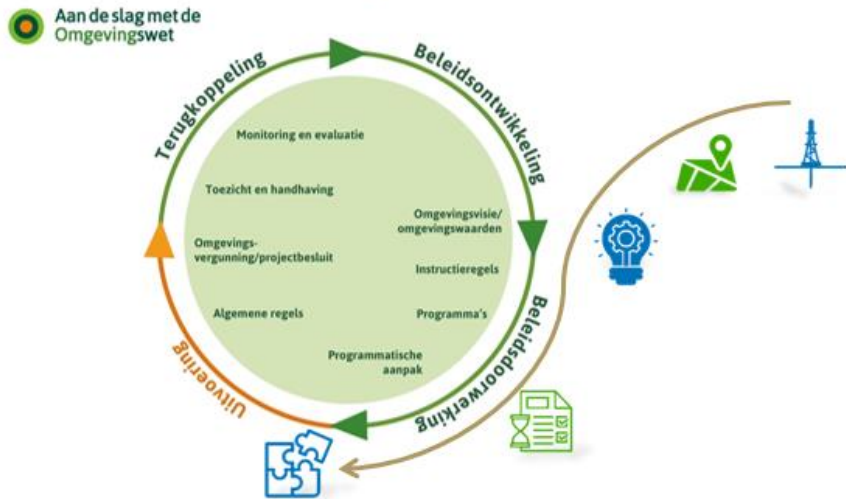 Aan de slag met de
Omgevingswet
Terugkoppeling
Beleidsontwikkeling
Monitoring en evaluatie
Toezicht en handhaving
Omgevingsvisie/
omgevingswaarden
Omgevings-
vergunning/projectbesluit
Instructieregels
Algemene regels
Programma's
Programmatische
aanpak
Uitvoering
Beleidsdoorwerking